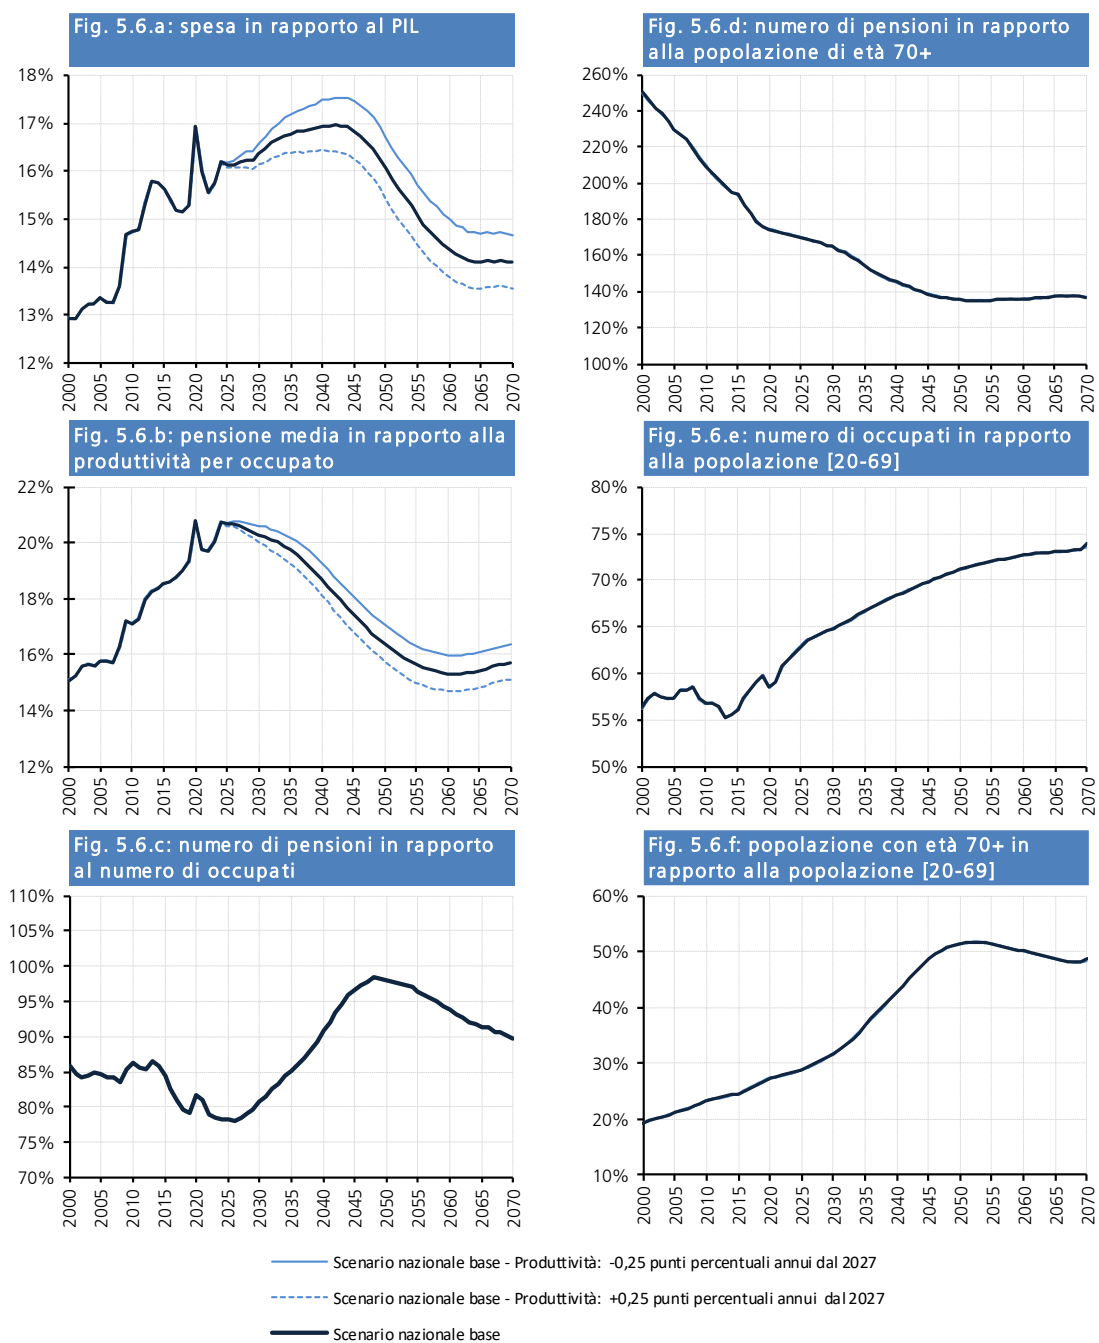 Fig. 5.6.a: spesa in rapporto al PIL
18%
17%
16%
15%
14%
13%
12%
2000 2005 2010 2015 2020 2025 2030 2035 2040 2045 2050 2055 2060 2065 2070
Fig. 5.6.d: numero di pensioni in rapporto
alla popolazione di età 70+
260%
240%
220%
200%
180%
160%
140%
120%
100%
2000 2005 2010 2015 2020 2025 2030 2035 2040 2045 2050 2055 2060 2065 2070
Fig. 5.6.b: pensione media in rapporto alla
produttività per occupato
22%
20%
18%
16%
14%
12%
2000 2005 2010 2015 2020 2025 2030 2035 2040 2045 2050 2055 2060 2065 2070
Fig. 5.6.e: numero di occupati in rapporto
alla popolazione [20-69]
80%
75%
70%
65%
60%
55%
50%
2000 2005 2010 2015 2020 2025 2030 2035 2040 2045 2050 2055 2060 2065 2070
Fig. 5.6.c: numero di pensioni in rapporto
al numero di occupati
110%
105%
100%
95%
90%
85%
80%
75%
70%
2000 2005 2010 2015 2020 2025 2030 2035 2040 2045 2050 2055 2060 2065 2070
Fig. 5.6.f: popolazione con età 70+ in
rapporto alla popolazione [20-69]
60%
50%
40%
30%
20%
10%
2000 2005 2010 2015 2020 2025 2030 2035 2040 2045 2050 2055 2060 2065 2070
Scenario nazionale base - Produttività: -0,25 punti percentuali annui dal 2027
Scenario nazionale base - Produttività: +0,25 punti percentuali annui dal 2027
Scenario nazionale base